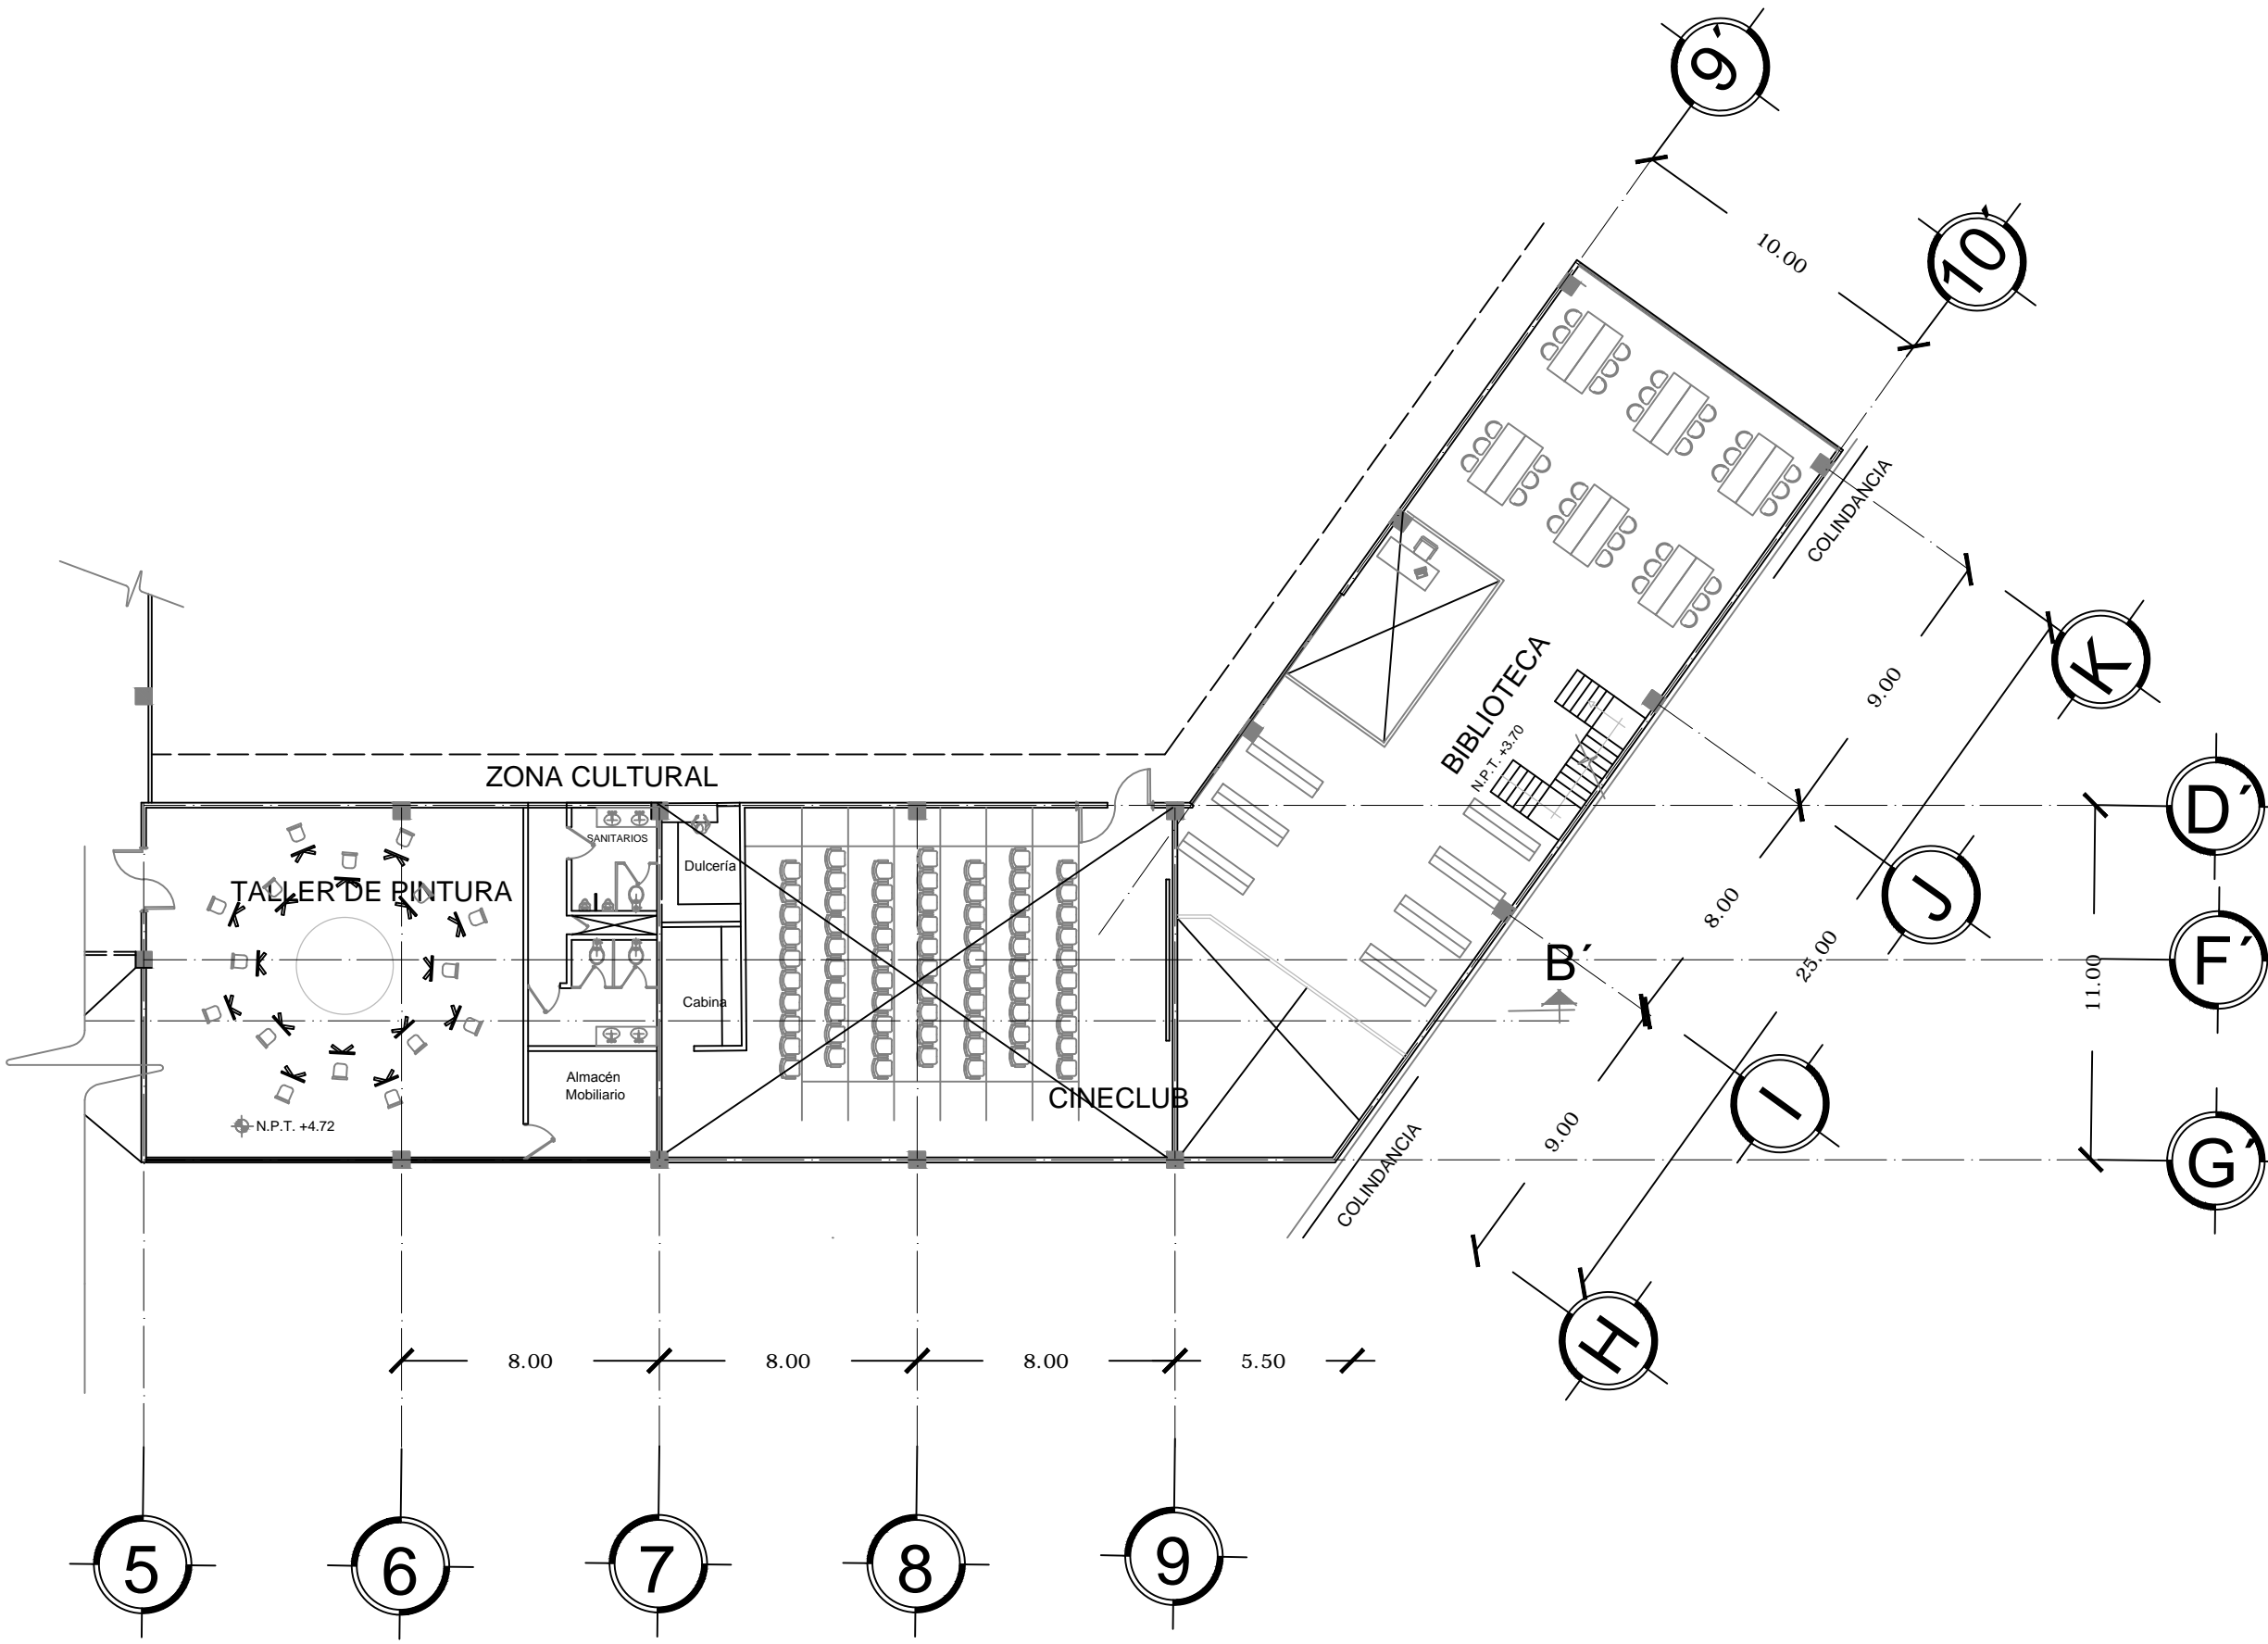 9´
10´
10.00
COLINDANCIA
K
9.00
BIBLIOTECA
N.P.T. +3.70
ZONA CULTURAL
D´
SANITARIOS
Dulcería
TALLER DE PINTURA
J
8.00
25.00
11.00
B´
F´
Cabina
Almacén
Mobiliario
CINECLUB
N.P.T. +4.72
I
9.00
COLINDANCIA
G´
H
8.00
8.00
8.00
5.50
5
6
7
8
9